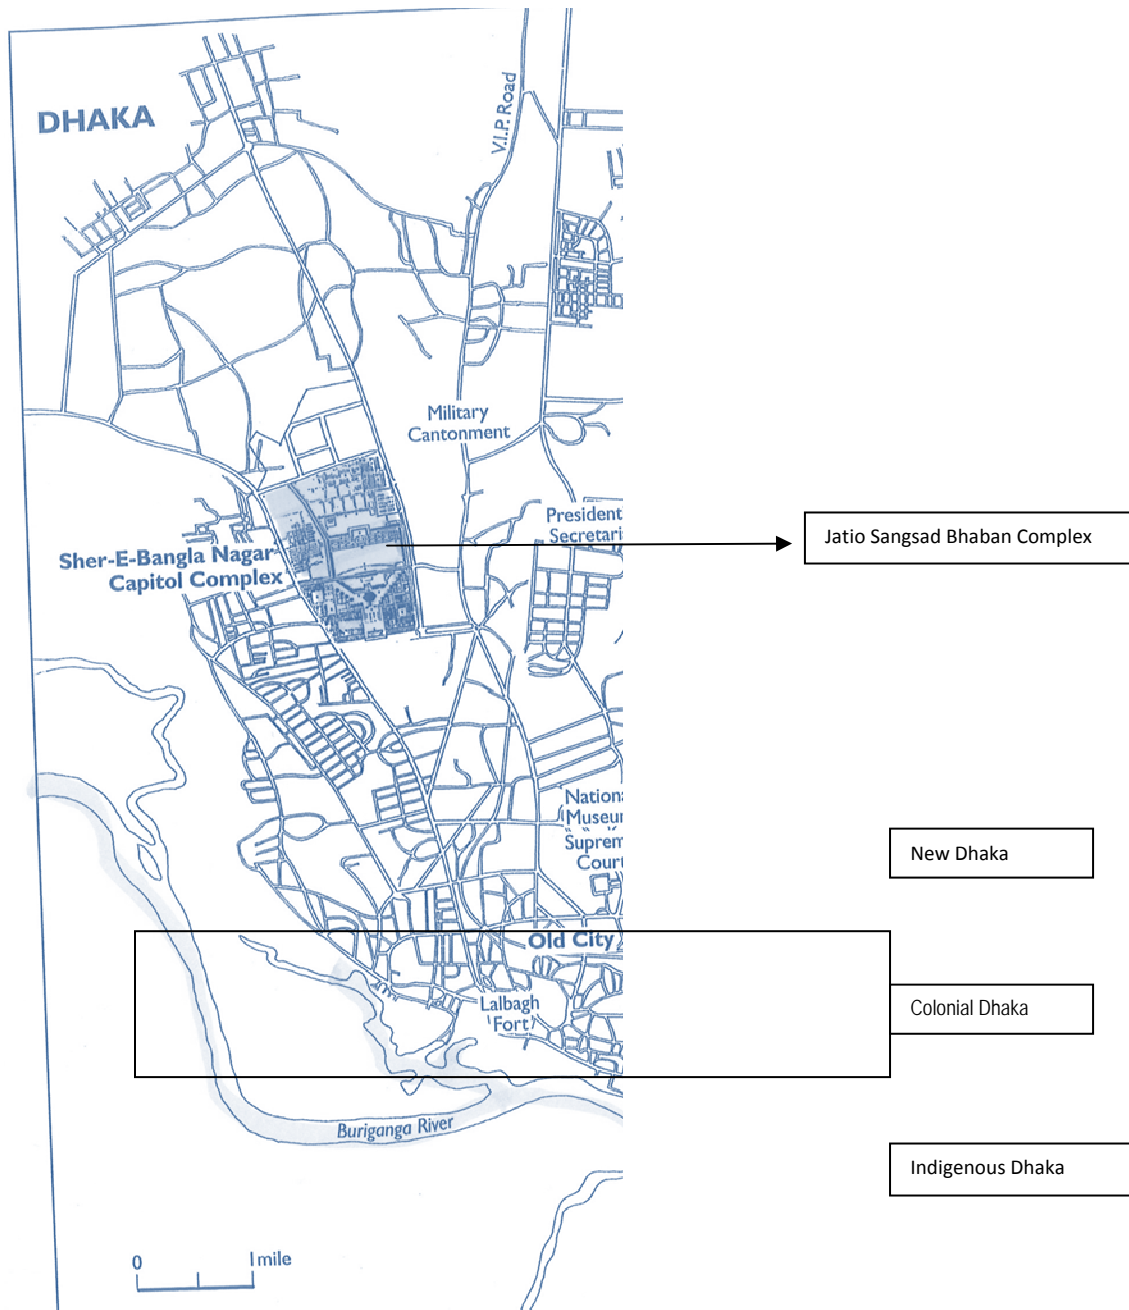 DHAKA
V.I.P. Road
Military
Cantonment
President
Secretari
Jatio Sangsad Bhaban Complex
Sher-E-Bangla Nagar
Capitol Complex
Nationa
Museu
Suprem
Court
New Dhaka
Old City
Lalbagh
Fort
Colonial Dhaka
Buriganga River
Indigenous Dhaka
0
1 mile